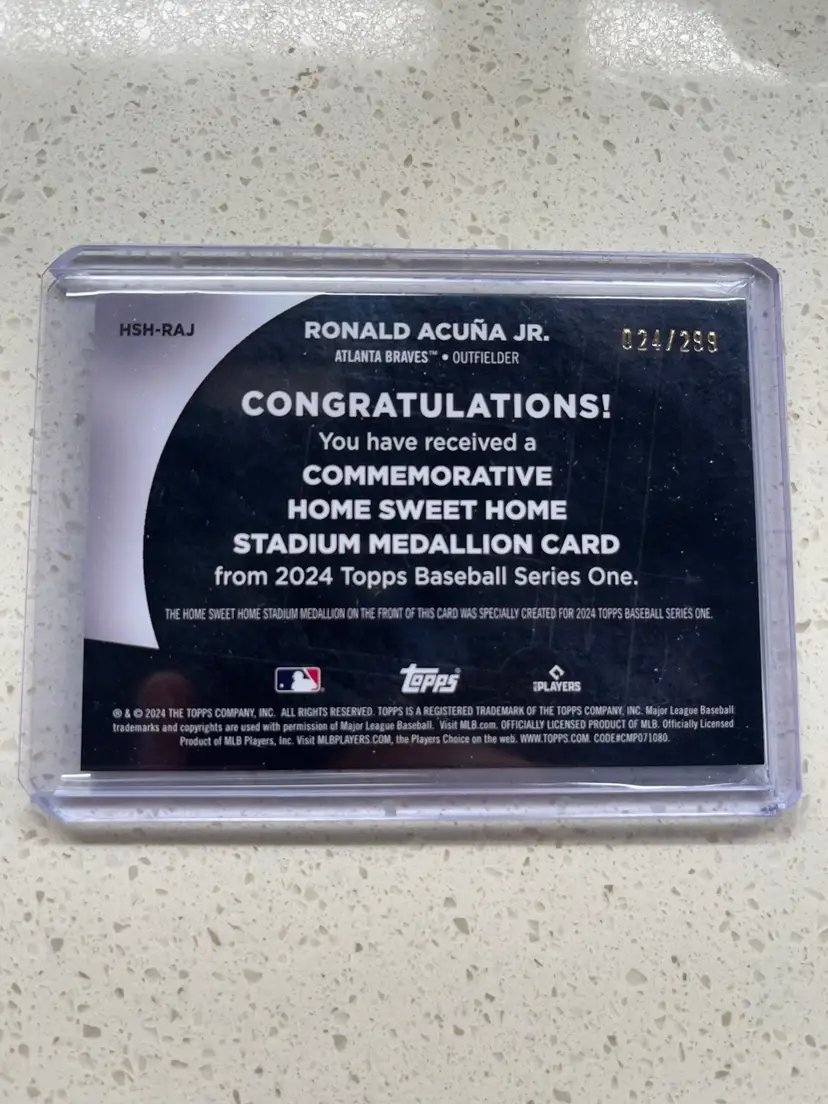 HSH-RAJ
RONALD ACUÑA JR.
024/299
ATLANTA BRAVES™ • OUTFIELDER
CONGRATULATIONS!
You have received a
COMMEMORATIVE
HOME SWEET HOME
STADIUM MEDALLION CARD
from 2024 Topps Baseball Series One.
THE HOME SWEET HOME STADIUM MEDALLION ON THE FRONT OF THIS CARD WAS SPECIALLY CREATED FOR 2024 TOPPS BASEBALL SERIES ONE.
topps®
PLAYERS
® & © 2024 THE TOPPS COMPANY, INC. ALL RIGHTS RESERVED. TOPPS IS A REGISTERED TRADEMARK OF THE TOPPS COMPANY, INC. Major League Baseball
trademarks and copyrights are used with permission of Major League Baseball. Visit MLB.com. OFFICIALLY LICENSED PRODUCT OF MLB. Officially Licensed
Product of MLB Players, Inc. Visit MLBPLAYERS.COM, the Players Choice on the web. WWW.TOPPS.COM. CODE#CMP071080.